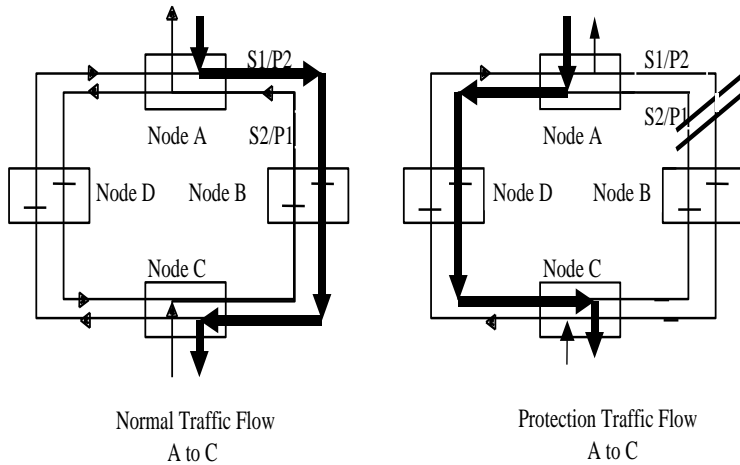 S1/P2
Node A
S2/P1
Node D
Node B
Node C
Normal Traffic Flow
A to C
S1/P2
S2/P1
Node A
Node D
Node B
Node C
Protection Traffic Flow
A to C